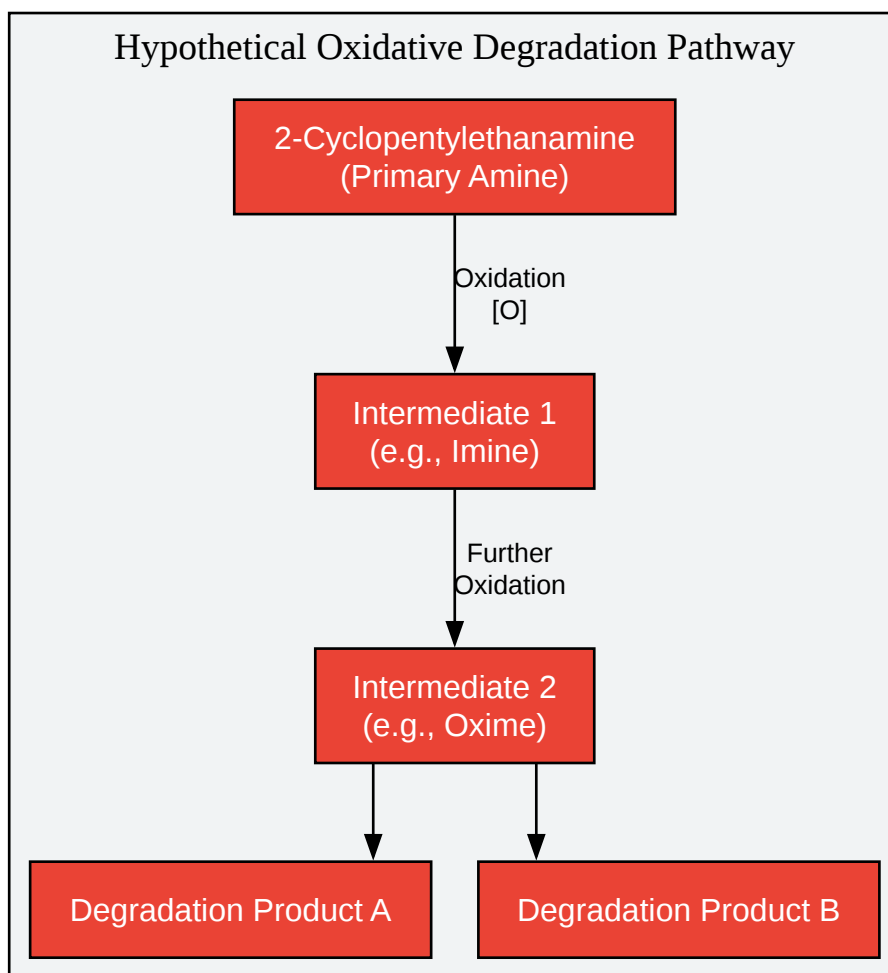 Hypothetical Oxidative Degradation Pathway
2-Cyclopentylethanamine
(Primary Amine)
Oxidation
[O]
Intermediate 1
(e.g., Imine)
Further
Oxidation
Intermediate 2
(e.g., Oxime)
Degradation Product A
Degradation Product B